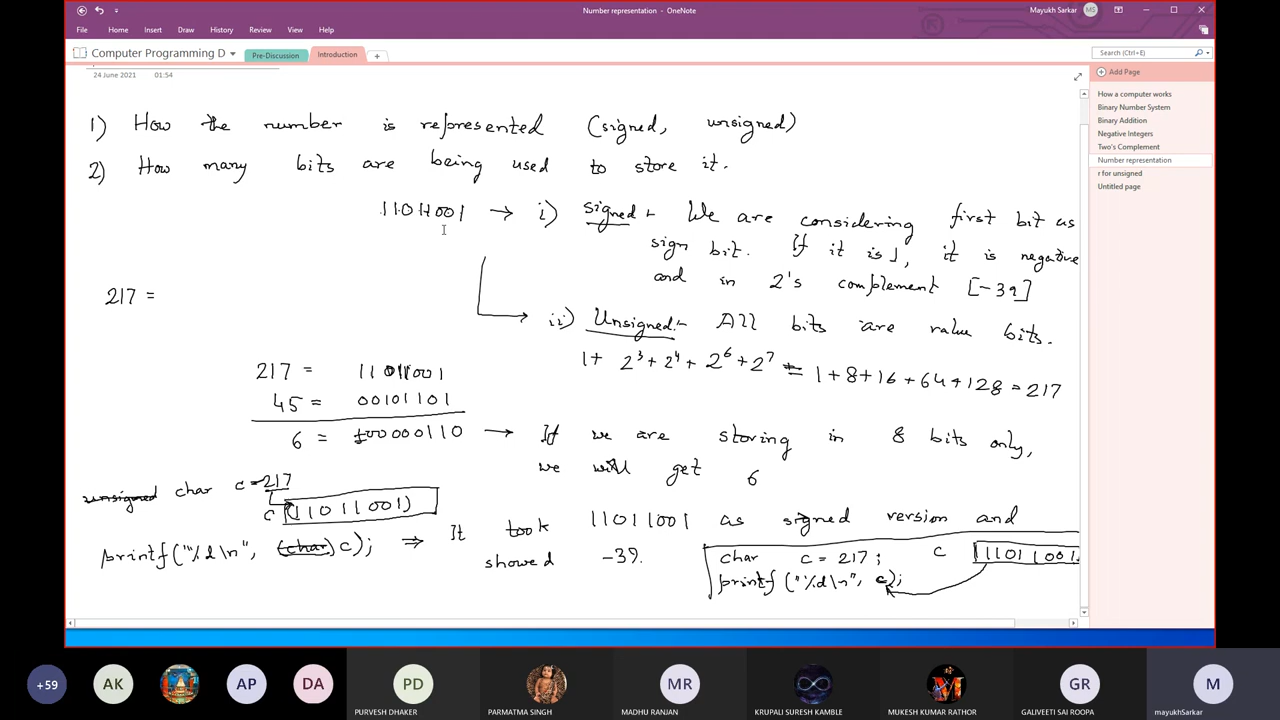 Number representation - OneNote
Mayukh Sarkar
ME
File Home Insert Draw History Review View Help
Computer Programming D
Pre-Discussion
Introduction
+
Search (Ctrl+E)
24 June 2021 01:54
Add Page
How a computer works
Binary Number System
Binary Addition
Negative Integers
Two's Complement
Number representation
r for unsigned
Untitled page
1) How the number is represented (signed, unsigned)
2) How many bits are being used to store it.
11011001 → i) Signed :- We are considering first bit as
sign bit. If it is 1, it is negative
and in 2's complement [-39]
217 =
ii) Unsigned :- All bits are value bits.
1 + 2^3 + 2^4 + 2^6 + 2^7 = 1+8+16+64+128 = 217
217 = 11011001
45 = 00101101
6 = 100000110 → If we are storing in 8 bits only,
we will get 6
unsigned char c = 217
c (11011001)
printf("%d\n", (char) c); ⇒ It took 11011001 as signed version and
showed -39.
char c = 217; c 11011001
printf("%d\n", c);
+59
AK
AP
DA
PD
PURVESH DHAKER
PARMATMA SINGH
MR
MADHU RANJAN
KRUPALI SURESH KAMBLE
MUKESH KUMAR RATHOR
GR
GALIVEETI SAI ROOPA
M
mayukhSarkar